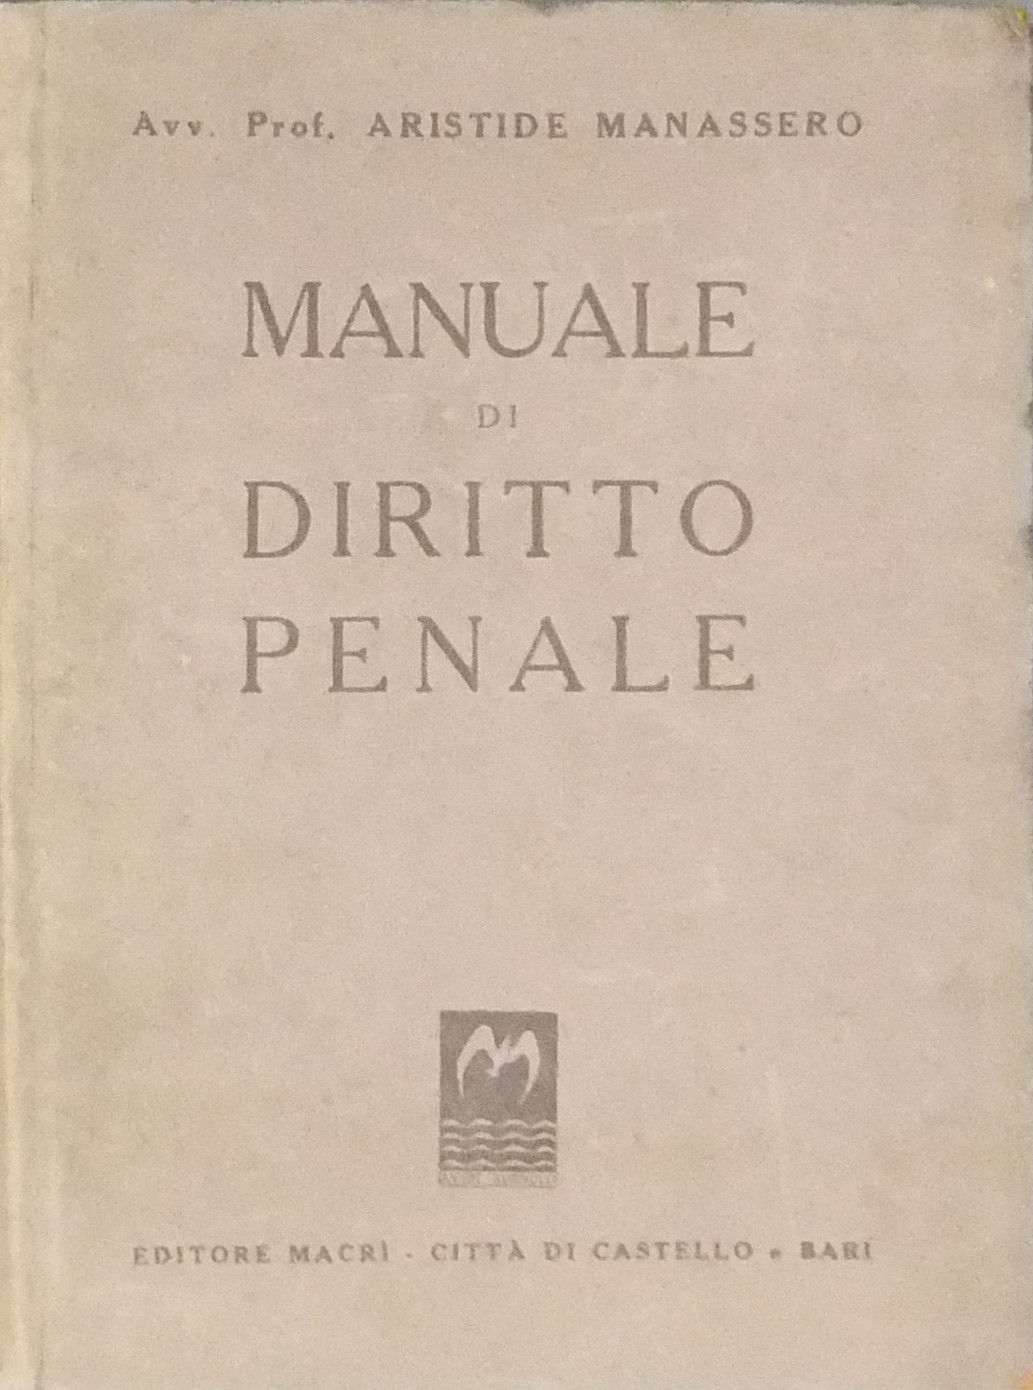 Avv. Prof. ARISTIDE MANASSERO
MANUALE
DI
DIRITTO
PENALE
EDITORE MACRÌ - CITTÀ DI CASTELLO - BARI